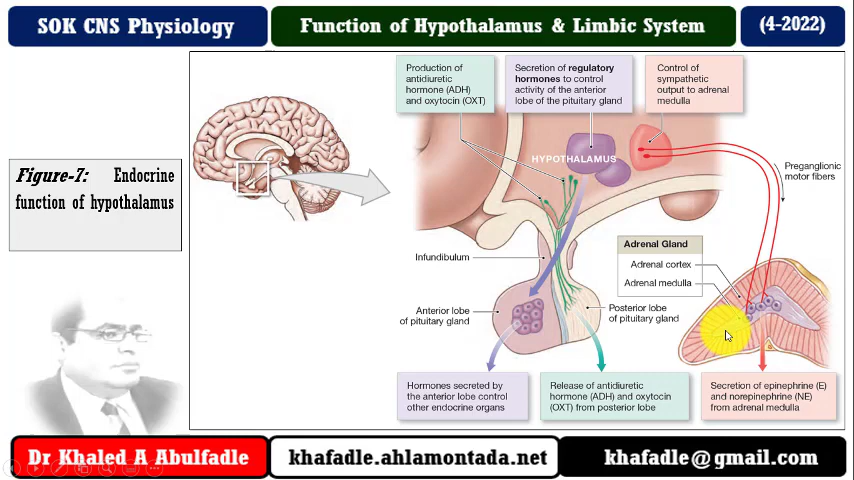 SOK CNS Physiology
Function of Hypothalamus & Limbic System
(4-2022)
Production of
antidiuretic
hormone (ADH)
and oxytocin (OXT)
Secretion of regulatory
hormones to control
activity of the anterior
lobe of the pituitary gland
Control of
sympathetic
output to adrenal
medulla
HYPOTHALAMUS
Preganglionic
motor fibers
Figure-7: Endocrine
function of hypothalamus
Infundibulum
Adrenal Gland
Adrenal cortex
Adrenal medulla
Anterior lobe
of pituitary gland
Posterior lobe
of pituitary gland
Hormones secreted by
the anterior lobe control
other endocrine organs
Release of antidiuretic
hormone (ADH) and oxytocin
(OXT) from posterior lobe
Secretion of epinephrine (E)
and norepinephrine (NE)
from adrenal medulla
Dr Khaled A Abulfadle
khafadle.ahlamontada.net
khafadle@gmail.com